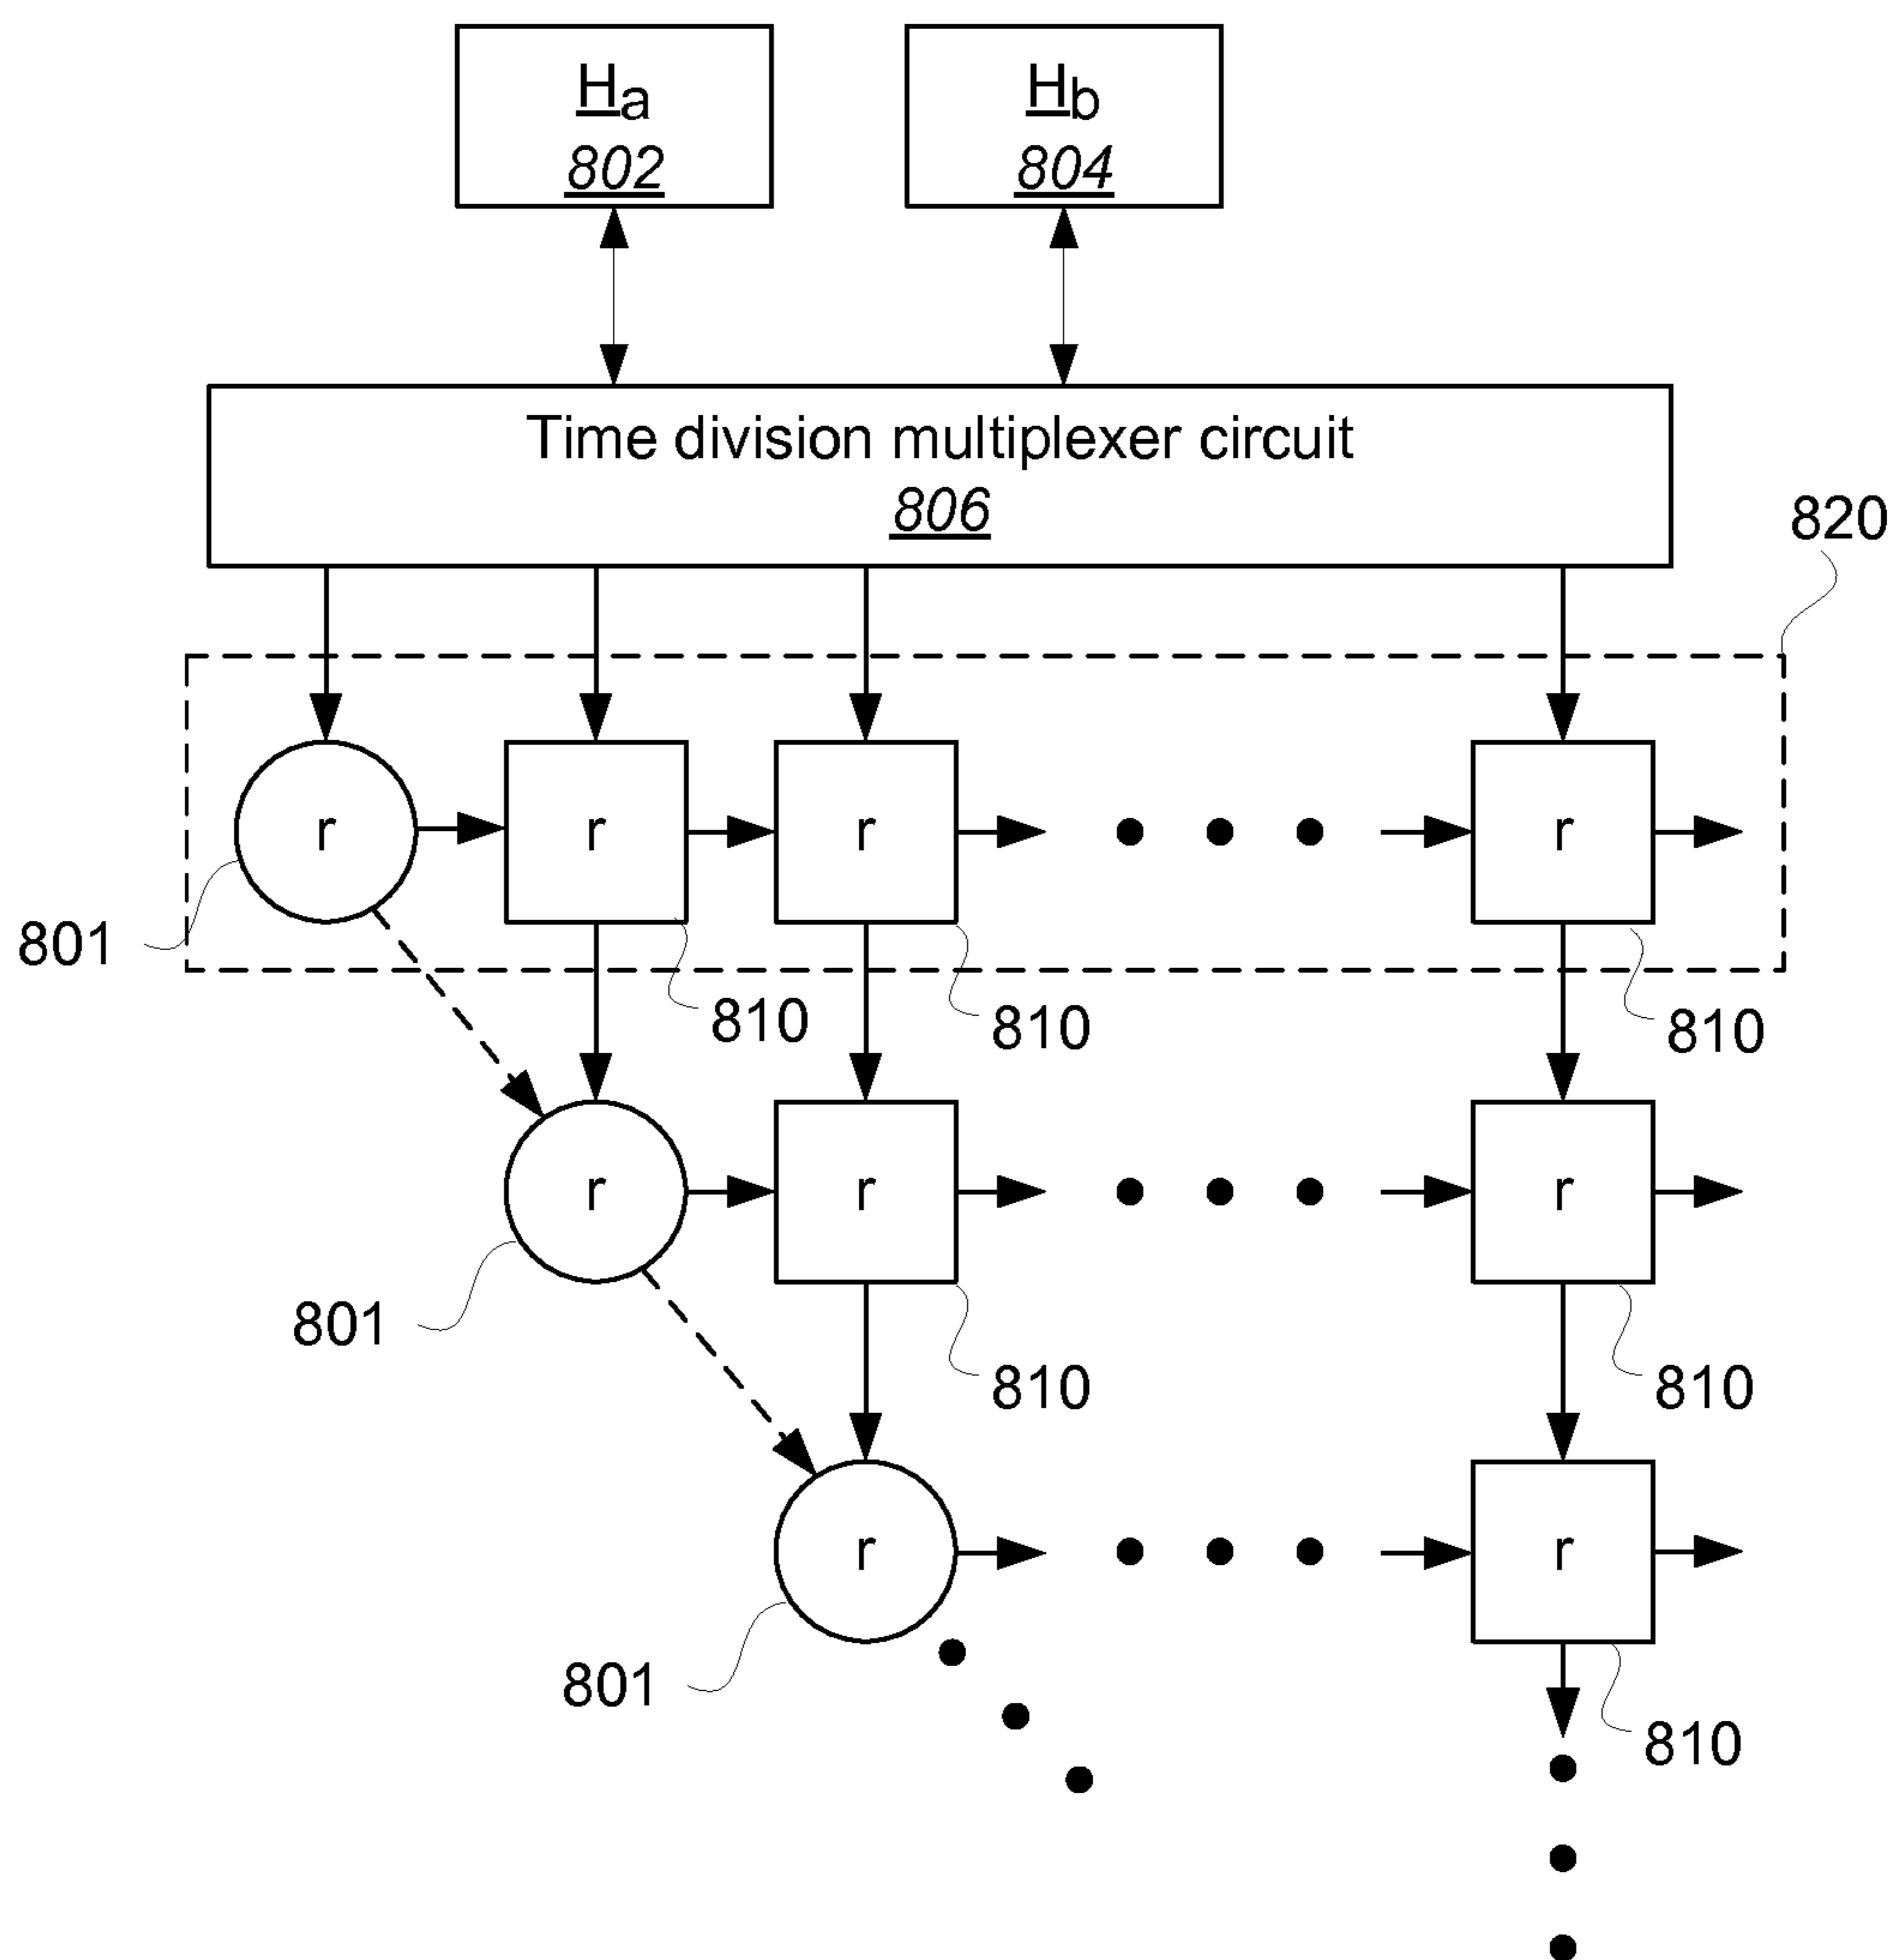 Ha
802
Hb
804
Time division multiplexer circuit
806
820
r r r r
801
810 810 810
r r r
801
810 810
r r
801
810